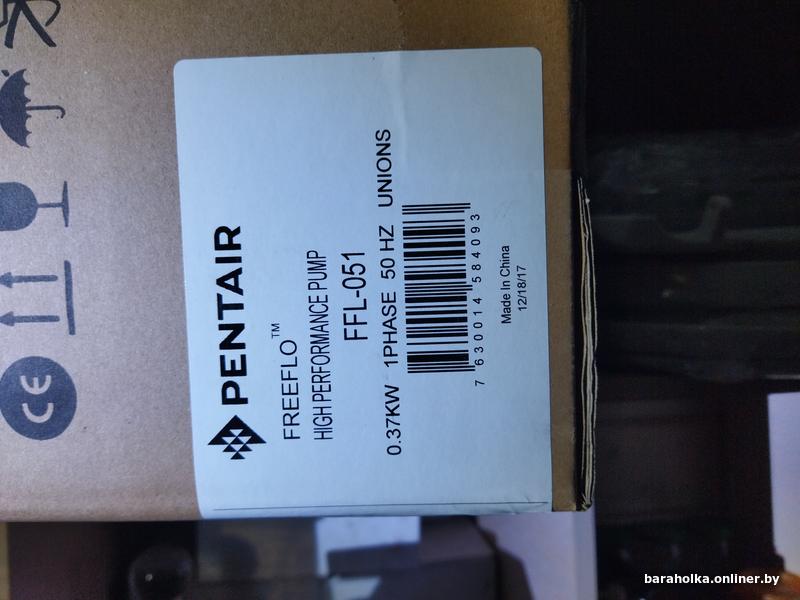 PENTAIR
FREEFLO™
HIGH PERFORMANCE PUMP
FFL-051
0.37KW 1PHASE 50 HZ UNIONS
7 630014 584093
Made In China
12/18/17
CE
baraholka.onliner.by